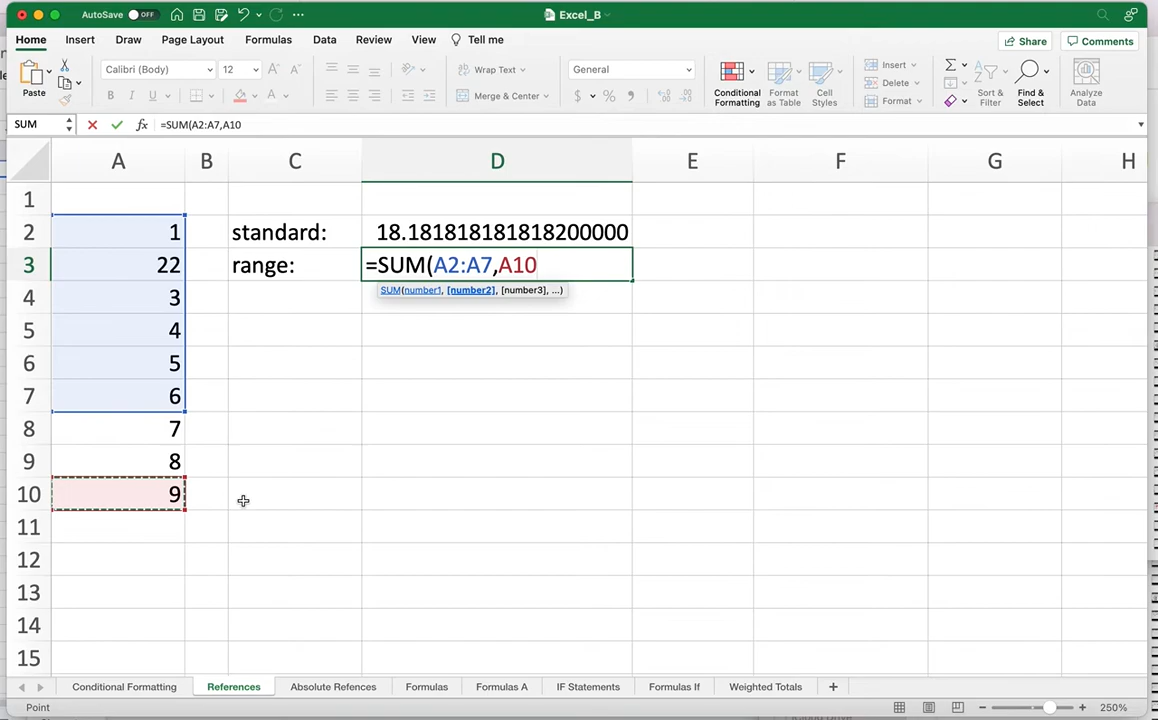 AutoSave OFF Excel_B
Home Insert Draw Page Layout Formulas Data Review View Tell me Share Comments
Paste Calibri (Body) 12 A A Wrap Text General Conditional Formatting Format as Table Cell Styles Insert Sort & Filter Find & Select Analyze Data
B I U A Merge & Center $ % Delete
Format
SUM fx =SUM(A2:A7,A10
A B C D E F G H
1
2 1 standard: 18.181818181818200000
3 22 range: =SUM(A2:A7,A10
SUM(number1, [number2], [number3], ...)
4 3
5 4
6 5
7 6
8 7
9 8
10 9
11
12
13
14
15
Conditional Formatting References Absolute Refences Formulas Formulas A IF Statements Formulas If Weighted Totals
Point 250%